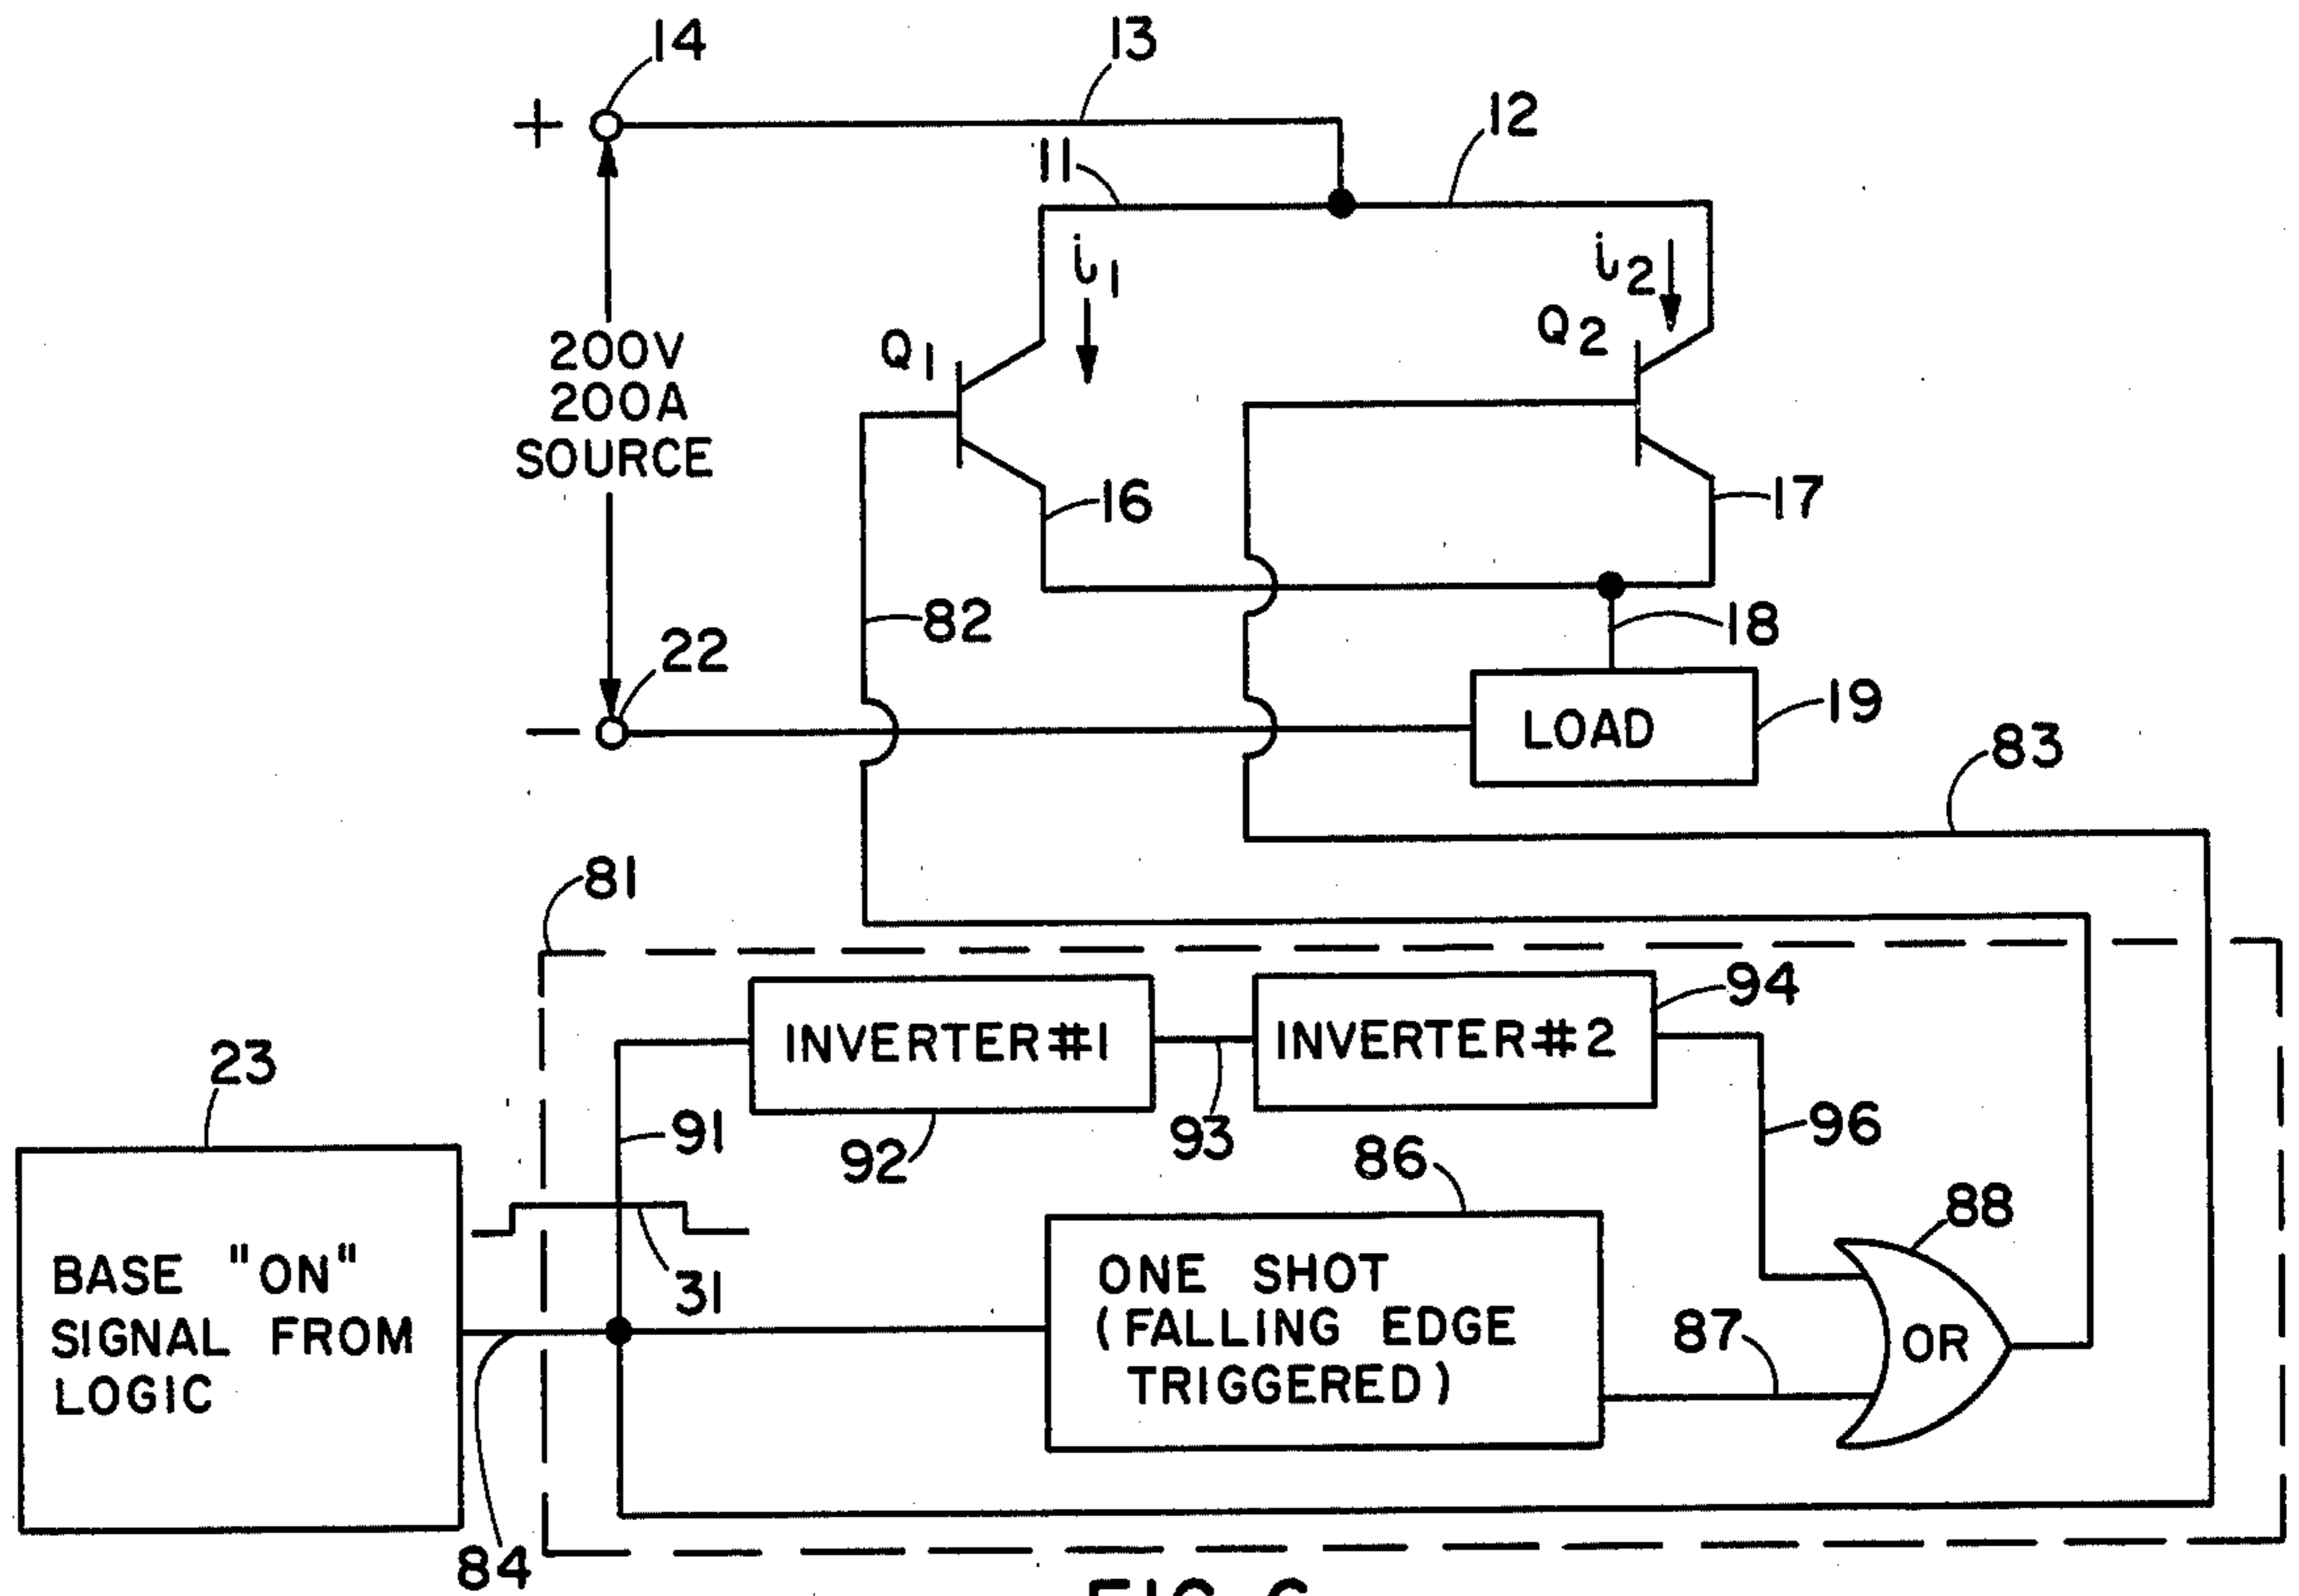 14
13
+
12
11
i1
i2
Q1
Q2
200V
200A
SOURCE
16
17
82
18
22
19
LOAD
−
83
81
94
INVERTER #1
INVERTER #2
23
91
93
96
92
86
88
31
BASE "ON"
SIGNAL FROM
LOGIC
ONE SHOT
(FALLING EDGE
TRIGGERED)
87
OR
84